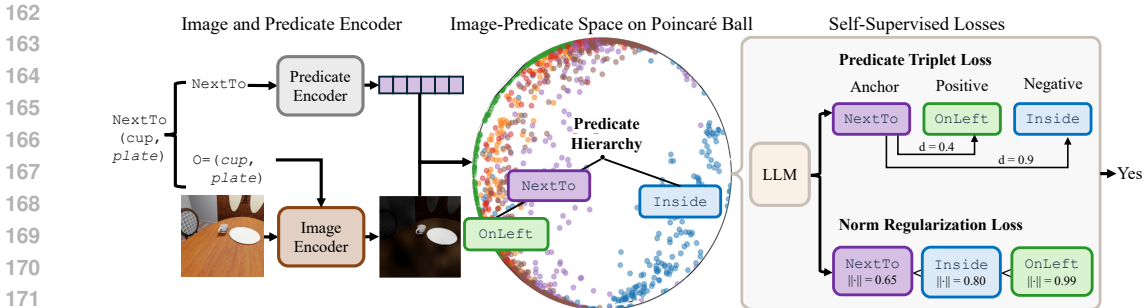 162
163
164
165
166
167
168
169
170
171
Image and Predicate Encoder
NextTo
(cup,
plate)
NextTo
Predicate
Encoder
O=(cup,
plate)
Image
Encoder
Image-Predicate Space on Poincaré Ball
Predicate
Hierarchy
NextTo
Inside
OnLeft
Self-Supervised Losses
LLM
Predicate Triplet Loss
Anchor Positive Negative
NextTo OnLeft Inside
d = 0.4
d = 0.9
Norm Regularization Loss
NextTo < Inside < OnLeft
||·|| = 0.65 ||·|| = 0.80 ||·|| = 0.99
Yes